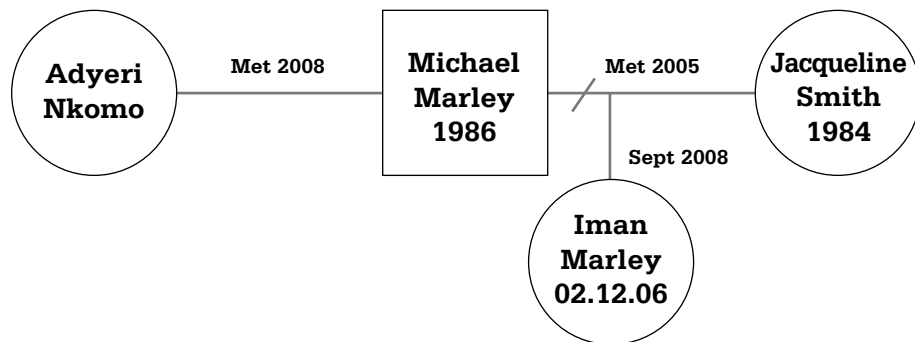 Adyeri
Nkomo
Met 2008
Michael
Marley
1986
Met 2005
Jacqueline
Smith
1984
Sept 2008
Iman
Marley
02.12.06